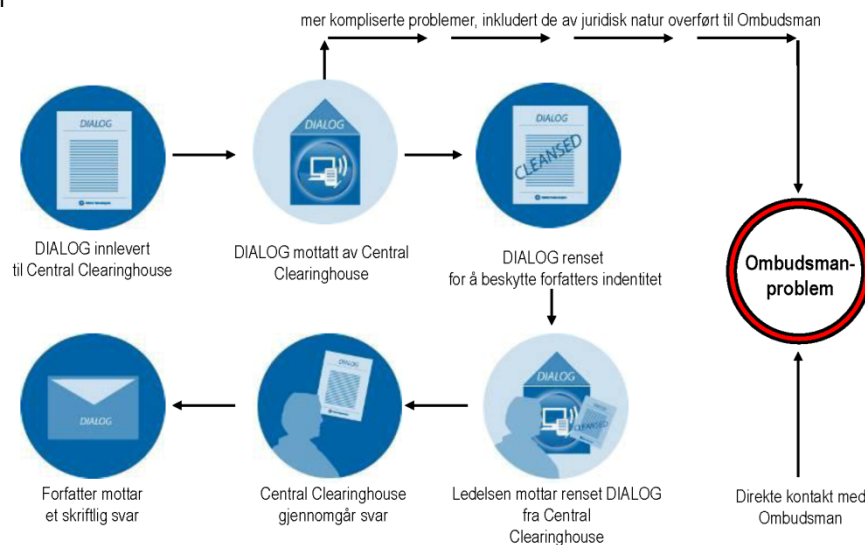 mer kompliserte problemer, inkludert de av juridisk natur overført til Ombudsman
DIALOG
DIALOG
DIALOG
CLEANSED
DIALOG innlevert
til Central Clearinghouse
DIALOG mottatt av Central
Clearinghouse
DIALOG renset
for å beskytte forfatters indentitet
Ombudsman-
problem
DIALOG
DIALOG
DIALOG
CLEANSED
Forfatter mottar
et skriftlig svar
Central Clearinghouse
gjennomgår svar
Ledelsen mottar renset DIALOG
fra Central
Clearinghouse
Direkte kontakt med
Ombudsman